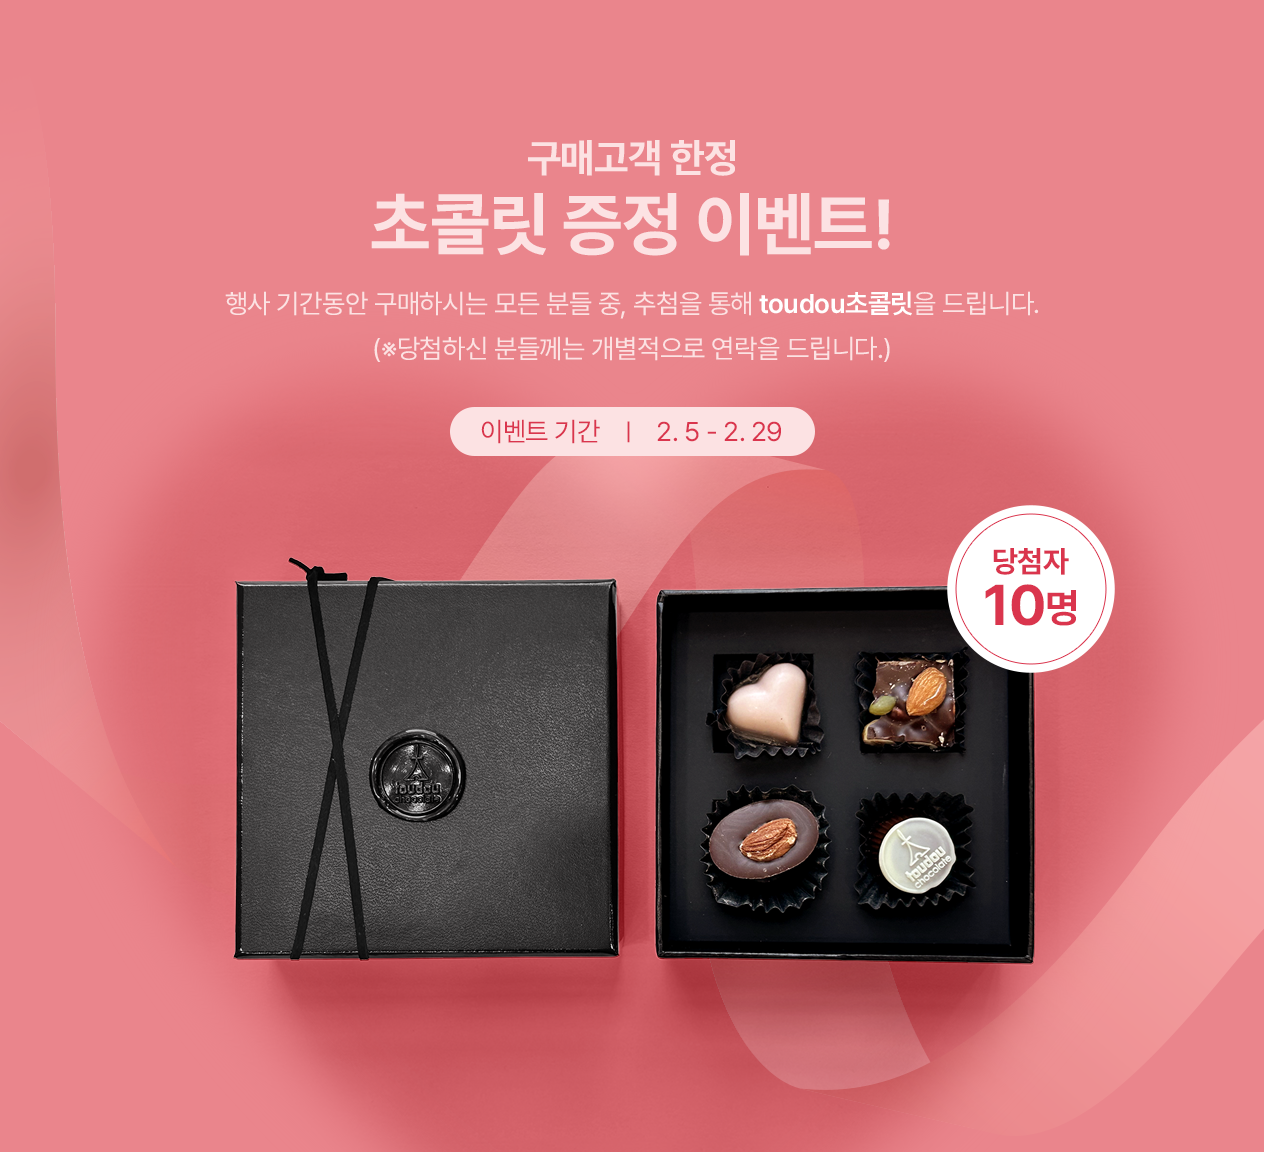 구매고객 한정
초콜릿 증정 이벤트!
행사 기간동안 구매하시는 모든 분들 중, 추첨을 통해 toudou초콜릿을 드립니다.
(※당첨하신 분들께는 개별적으로 연락을 드립니다.)
이벤트 기간 | 2. 5 - 2. 29
당첨자
10명
toudou
chocolate
toudou
chocolate